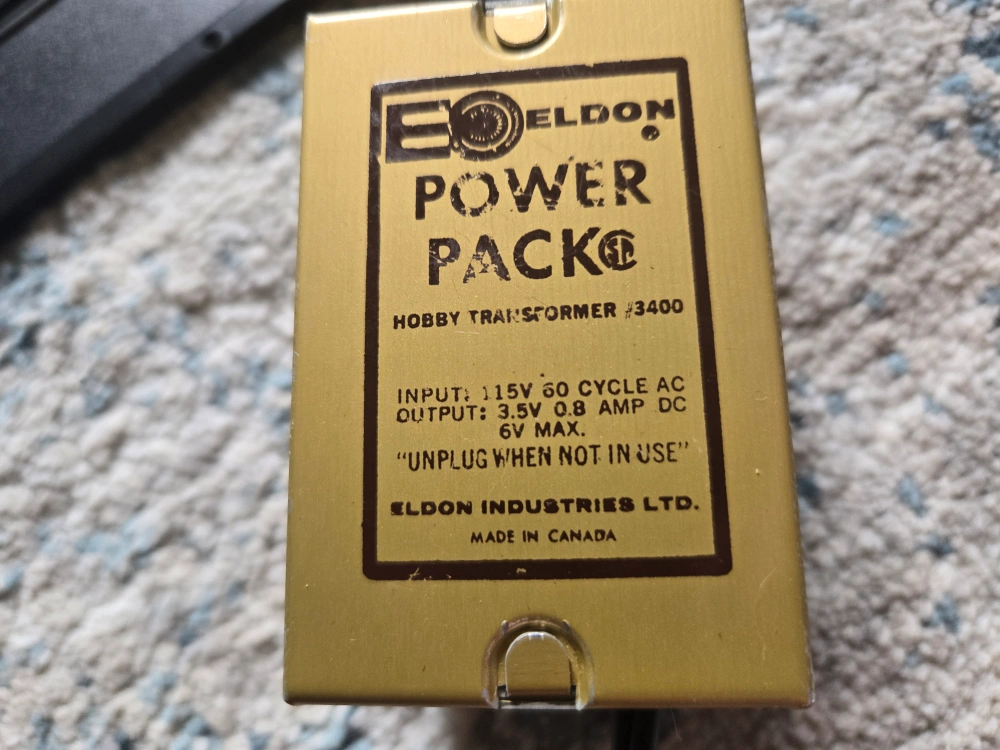 ELDON
POWER
PACK
HOBBY TRANSFORMER #3400
INPUT: 115V 60 CYCLE AC
OUTPUT: 3.5V 0.8 AMP DC
6V MAX.
"UNPLUG WHEN NOT IN USE"
ELDON INDUSTRIES LTD.
MADE IN CANADA